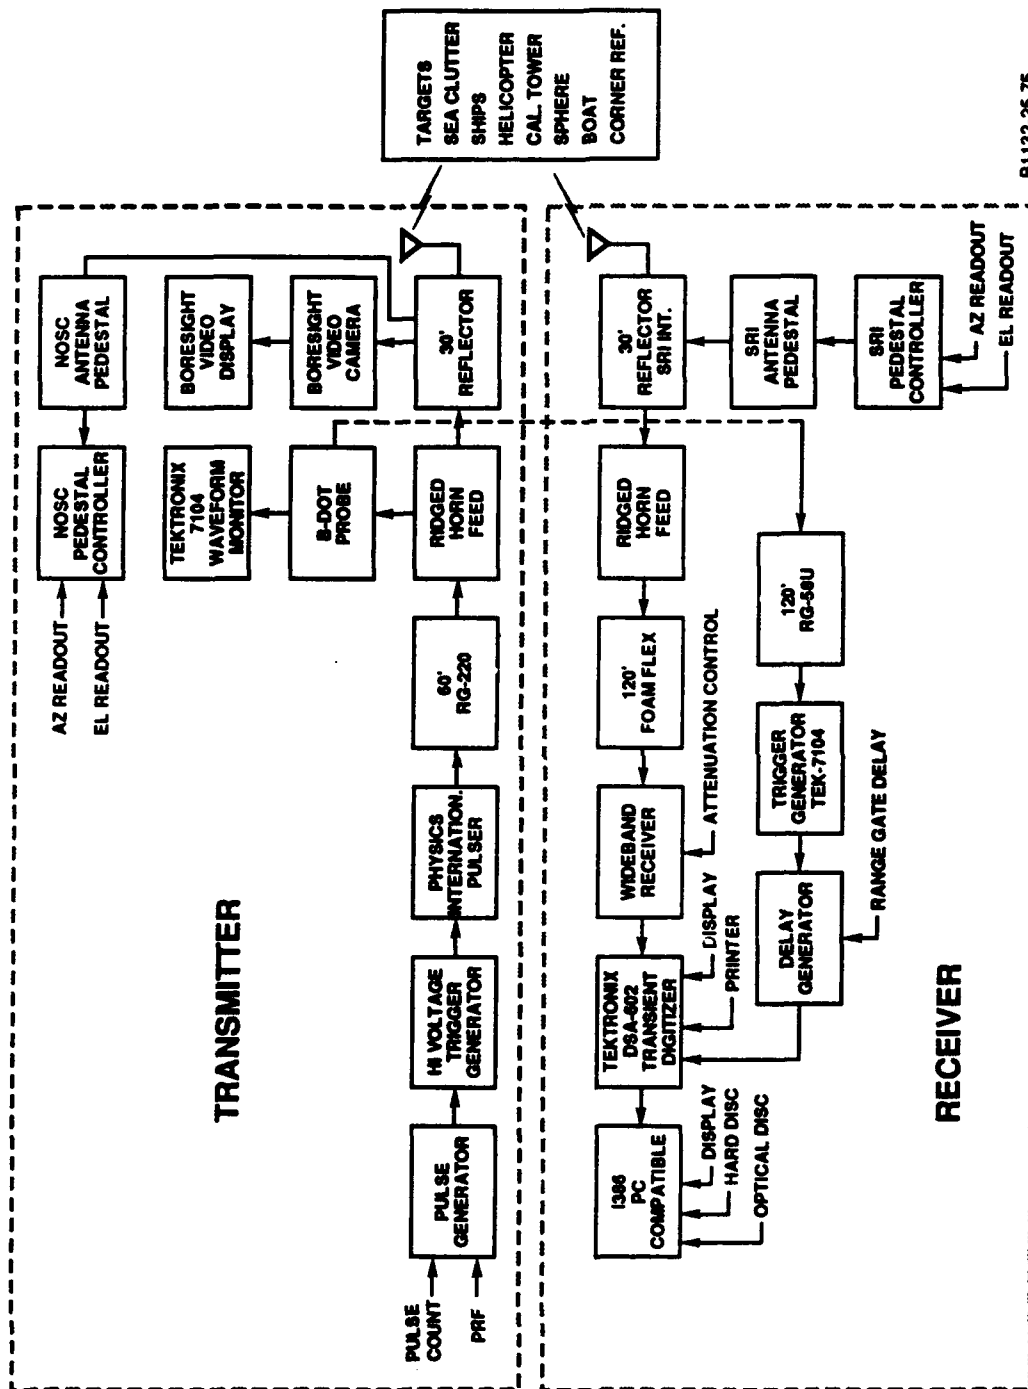 TRANSMITTER
AZ READOUT
EL READOUT
NOSC
PEDESTAL
CONTROLLER
NOSC
ANTENNA
PEDESTAL
TEKTRONIX
7104
WAVEFORM
MONITOR
BORESIGHT
VIDEO
DISPLAY
B-DOT
PROBE
BORESIGHT
VIDEO
CAMERA
PULSE
COUNT
PRF
PULSE
GENERATOR
HI VOLTAGE
TRIGGER
GENERATOR
PHYSICS
INTERNATION.
PULSER
60'
RG-220
RIDGED
HORN
FEED
30'
REFLECTOR
TARGETS
SEA CLUTTER
SHIPS
HELICOPTER
CAL. TOWER
SPHERE
BOAT
CORNER REF.
I386
PC
COMPATIBLE
TEKTRONIX
DSA-602
TRANSIENT
DIGITIZER
WIDEBAND
RECEIVER
120'
FOAM FLEX
RIDGED
HORN
FEED
30'
REFLECTOR
SRI INT.
DISPLAY
HARD DISC
OPTICAL DISC
DISPLAY
PRINTER
ATTENUATION CONTROL
SRI
ANTENNA
PEDESTAL
DELAY
GENERATOR
TRIGGER
GENERATOR
TEK-7104
120'
RG-58U
RANGE GATE DELAY
SRI
PEDESTAL
CONTROLLER
AZ READOUT
EL READOUT
RECEIVER